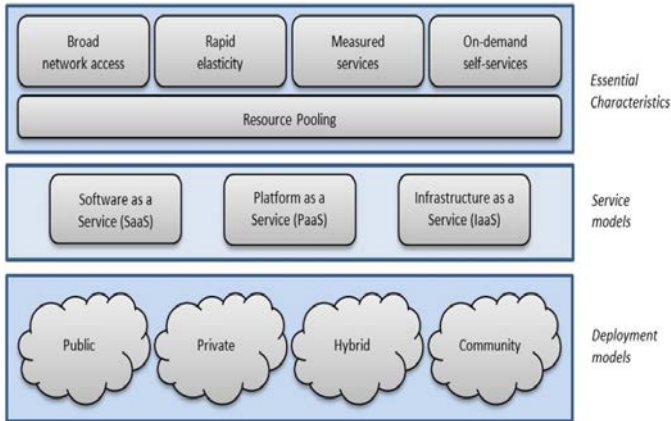 Broad
network access
Rapid
elasticity
Measured
services
On-demand
self-services
Resource Pooling
Essential
Characteristics
Software as a
Service (SaaS)
Platform as a
Service (PaaS)
Infrastructure as a
Service (IaaS)
Service
models
Public
Private
Hybrid
Community
Deployment
models